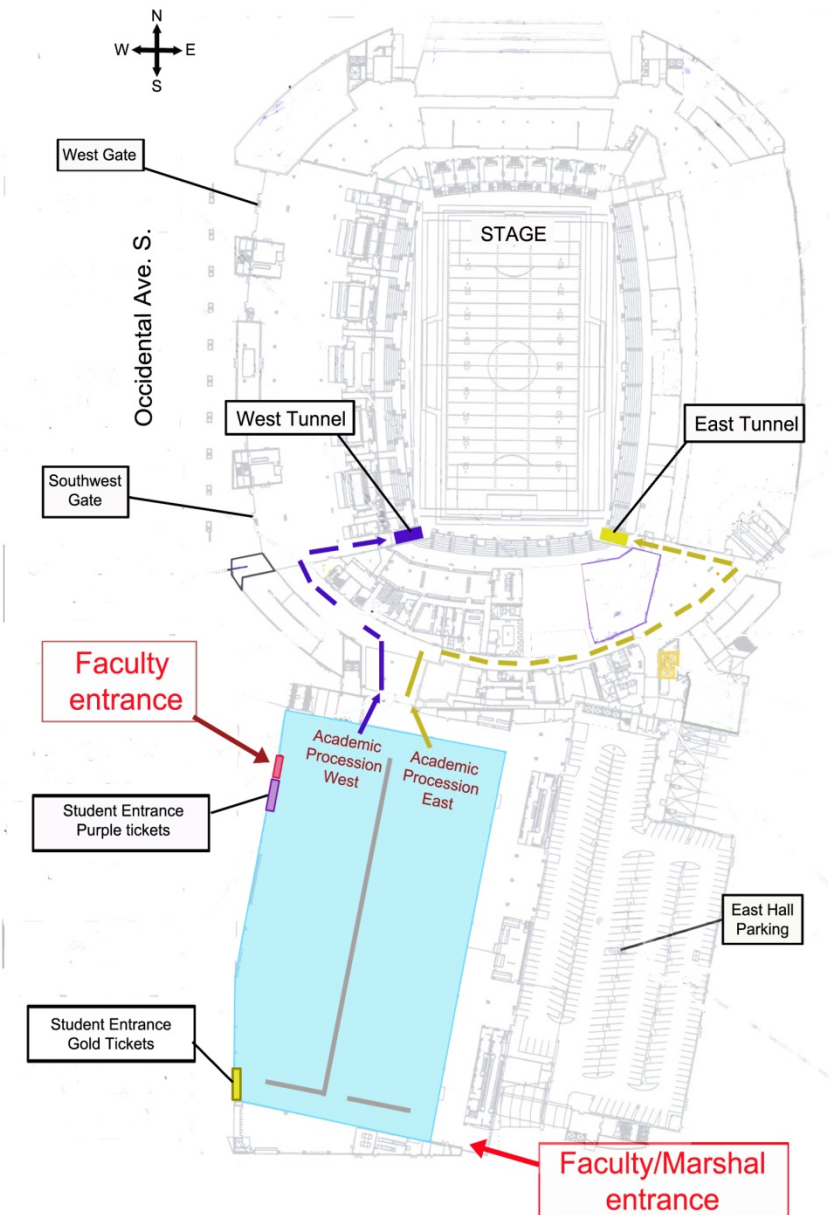 N
W E
S
West Gate
STAGE
Occidental Ave. S.
West Tunnel
East Tunnel
Southwest
Gate
Faculty
entrance
Academic
Procession
West
Academic
Procession
East
Student Entrance
Purple tickets
East Hall
Parking
Student Entrance
Gold Tickets
Faculty/Marshal
entrance